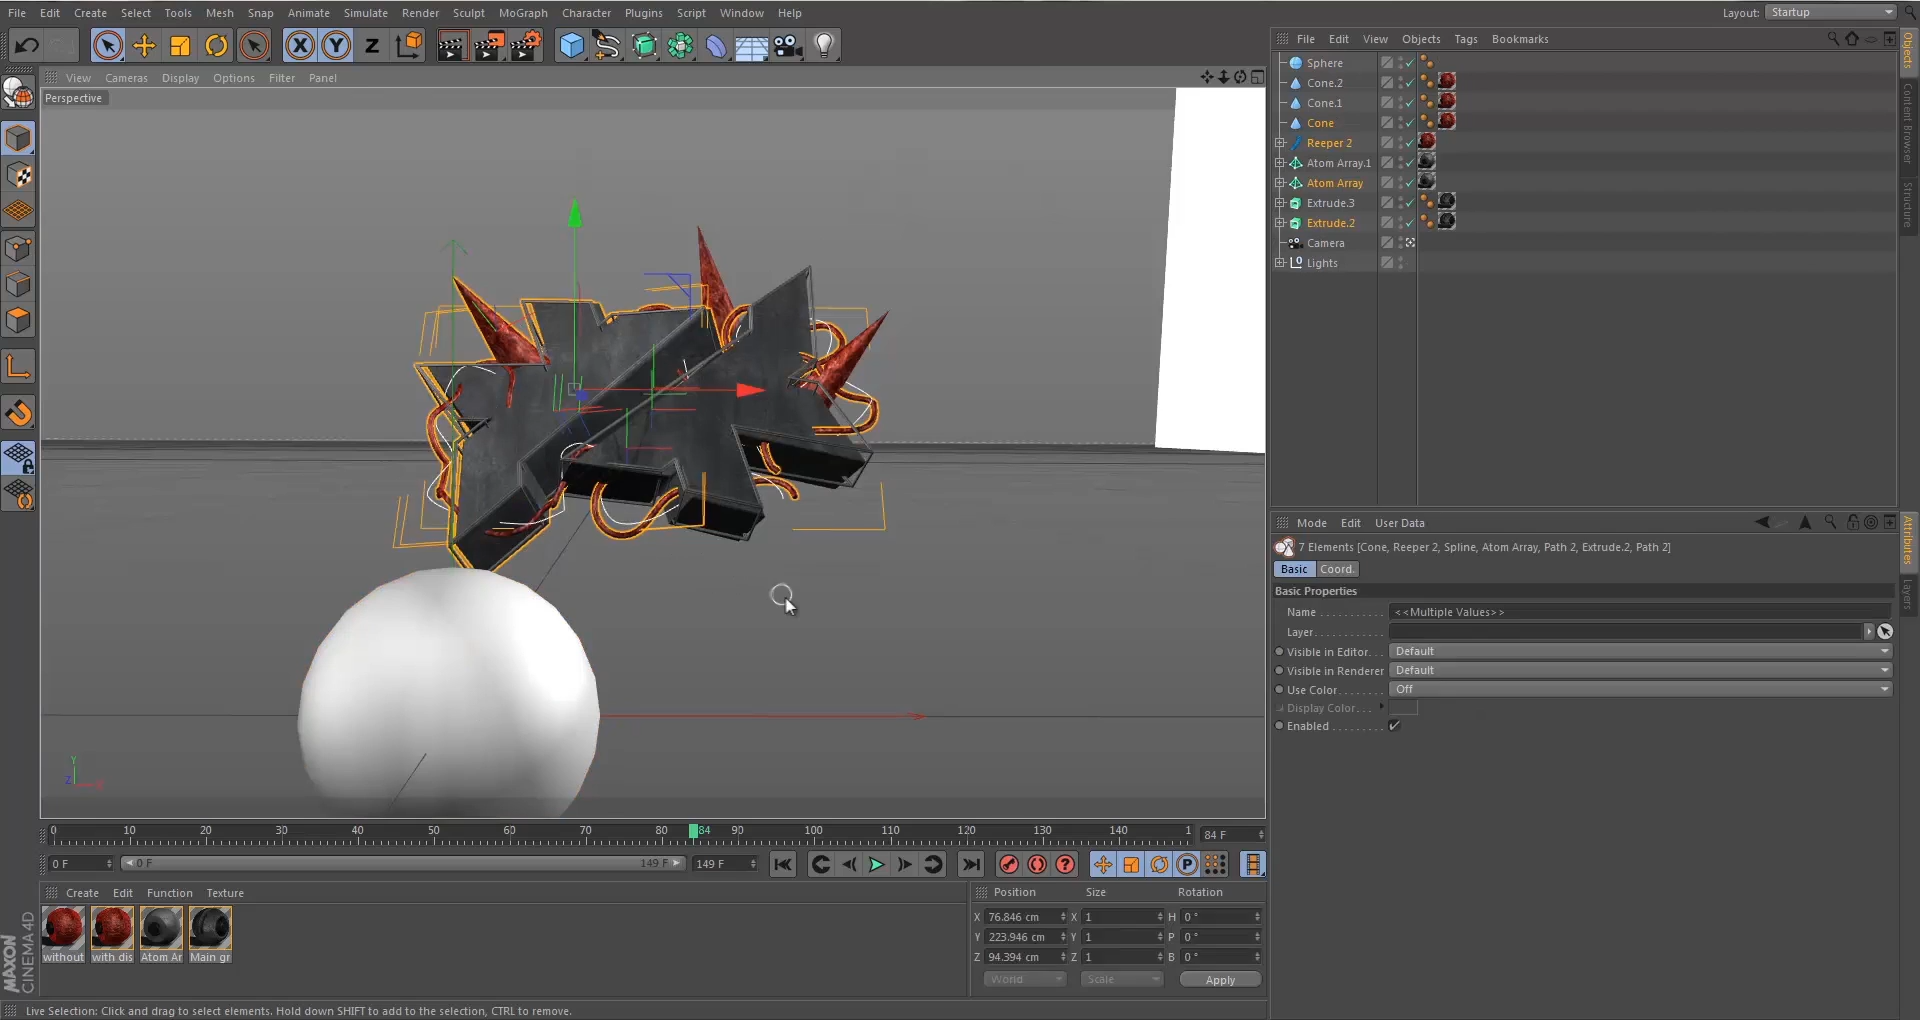 File Edit Select Tools Mesh Snap Animate Simulate Render Sculpt MoGraph Character Plugins Script Window Help
Layout: Startup
File Edit View Objects Tags Bookmarks
View Cameras Display Options Filter Panel
Perspective
Sphere
Cone.2
Cone.1
Cone
Reeper 2
Atom Array.1
Atom Array
Extrude.3
Extrude.2
Camera
Lights
Objects
Content Browser
Structure
Mode Edit User Data
7 Elements [Cone, Reeper 2, Spline, Atom Array, Path 2, Extrude.2, Path 2]
Basic Coord.
Basic Properties
Name . . . . . . . . . . . <<Multiple Values>>
Layer. . . . . . . . . . . .
Visible in Editor. . . Default
Visible in Renderer Default
Use Color. . . . . . . Off
Display Color. . .
Enabled . . . . . . . . .
Attributes
Layers
Y
Z X
0 10 20 30 40 50 60 70 80 84 90 100 110 120 130 140 1
84 F
0 F 0 F 149 F 149 F
Create Edit Function Texture
without with dis Atom Ar Main gr
Position Size Rotation
X 76.846 cm X 1 H 0 °
Y 223.946 cm Y 1 P 0 °
Z 94.394 cm Z 1 B 0 °
World Scale Apply
MAXON
CINEMA 4D
Live Selection: Click and drag to select elements. Hold down SHIFT to add to the selection, CTRL to remove.